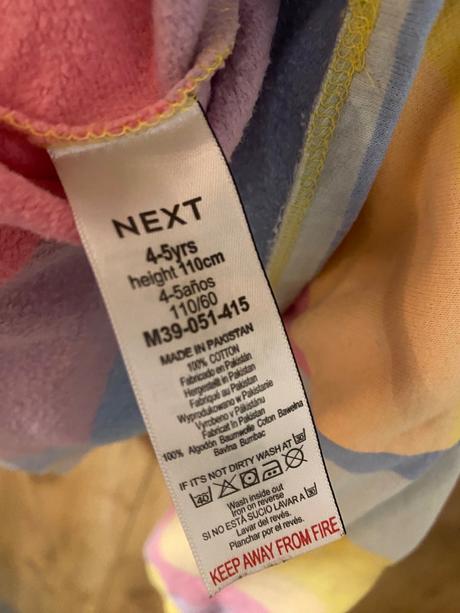 NEXT
4-5yrs
height 110cm
4-5años
110/60
M39-051-415
MADE IN PAKISTAN
100% COTTON
Fabricado en Pakistán
Hergestellt in Pakistan
Fabriqué au Pakistan
Wyprodukowano w Pakistanie
Vyrobeno v Pákistánu
Fabricat în Pakistan
100% Algodón Baumwolle Coton Bawełna
Bavlna Bumbac
IF IT'S NOT DIRTY WASH AT 30
40
Wash inside out
Iron on reverse
SI NO ESTÁ SUCIO LAVAR A 30
Lavar del revés.
Planchar por el revés.
KEEP AWAY FROM FIRE